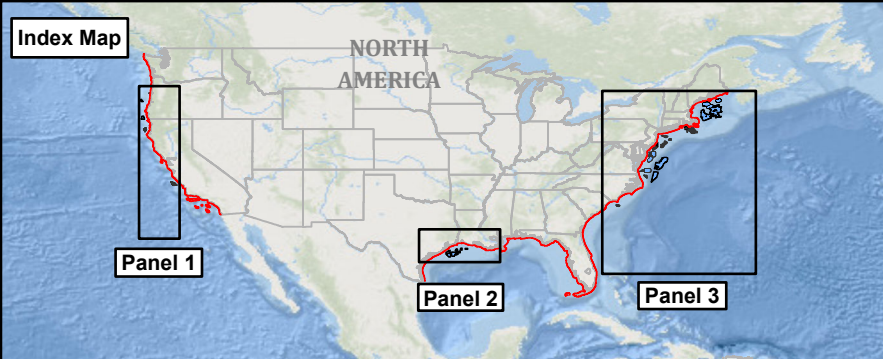 Index Map
NORTH
AMERICA
Panel 1
Panel 2
Panel 3